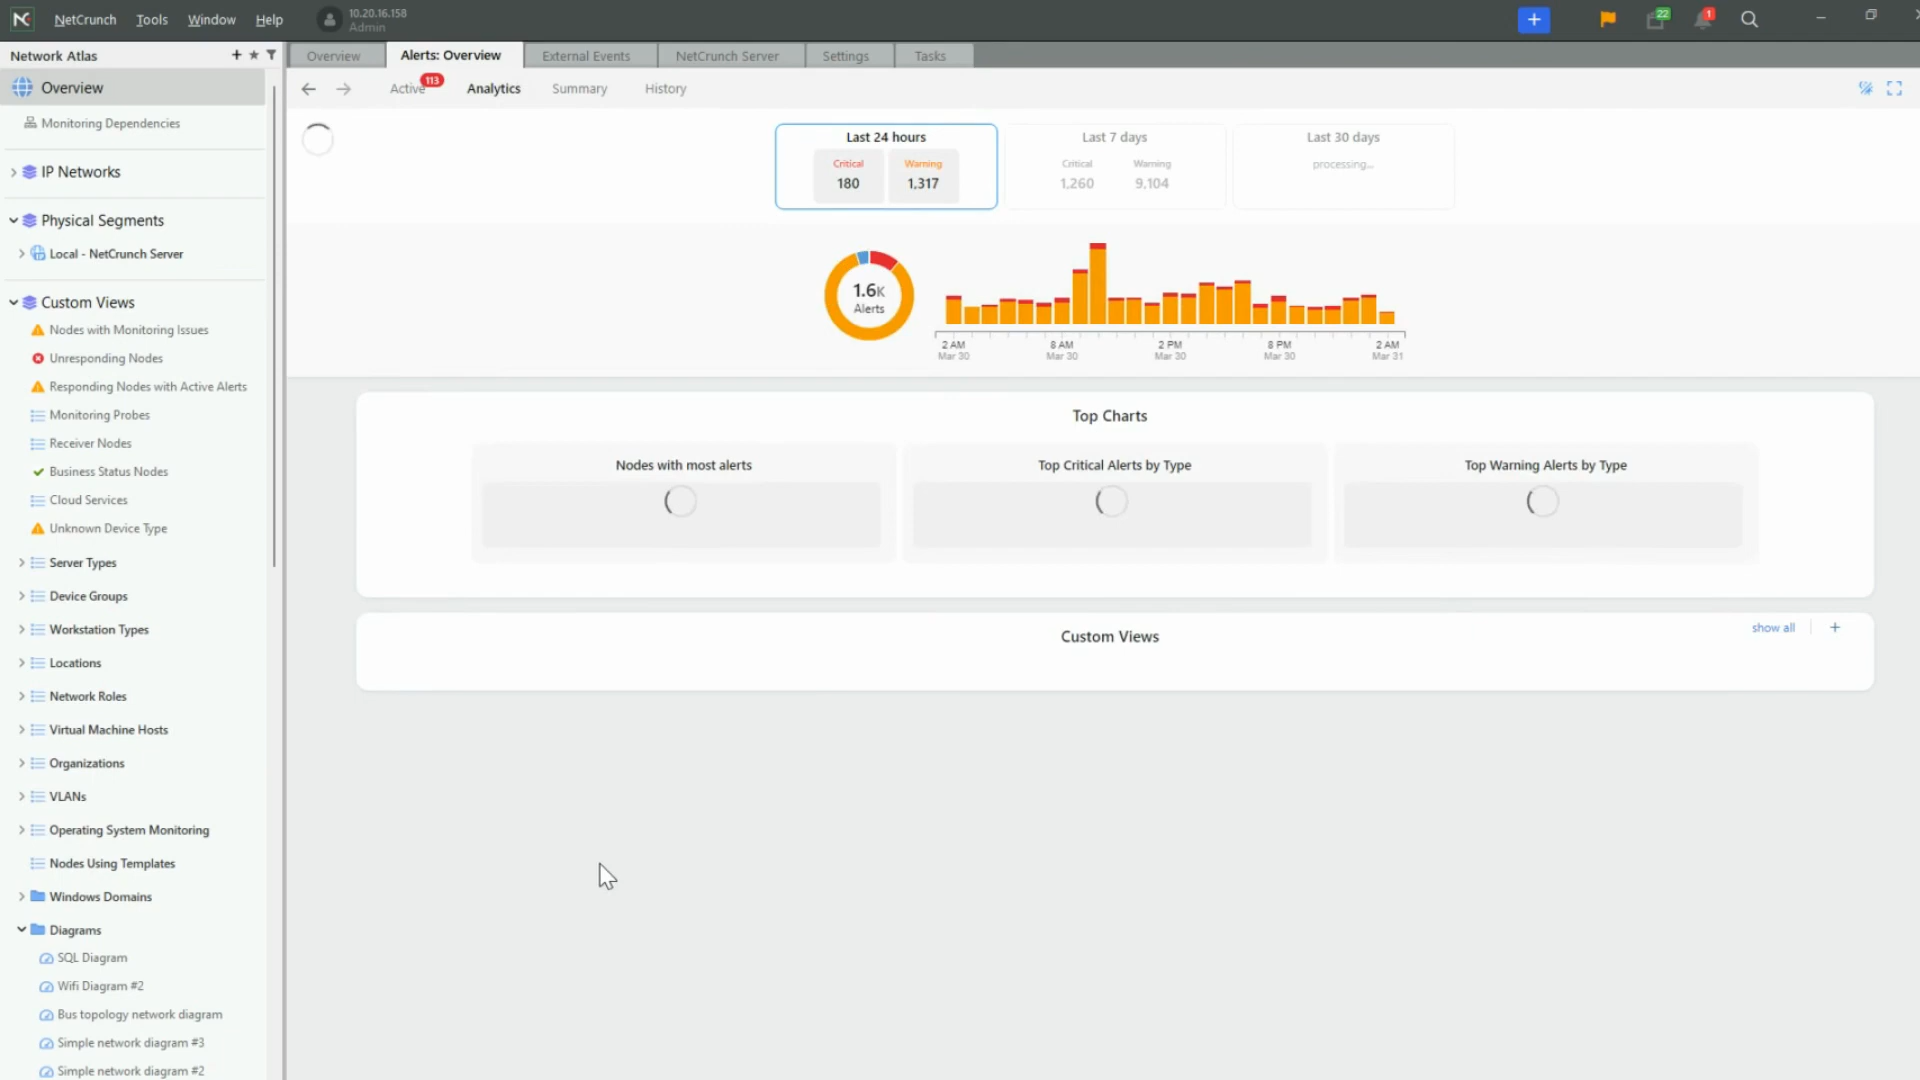 NetCrunch Tools Window Help
10.20.16.158
Admin
22
1
Network Atlas
Overview
Monitoring Dependencies
IP Networks
Physical Segments
Local - NetCrunch Server
Custom Views
Nodes with Monitoring Issues
Unresponding Nodes
Responding Nodes with Active Alerts
Monitoring Probes
Receiver Nodes
Business Status Nodes
Cloud Services
Unknown Device Type
Server Types
Device Groups
Workstation Types
Locations
Network Roles
Virtual Machine Hosts
Organizations
VLANs
Operating System Monitoring
Nodes Using Templates
Windows Domains
Diagrams
SQL Diagram
Wifi Diagram #2
Bus topology network diagram
Simple network diagram #3
Simple network diagram #2
Overview Alerts: Overview External Events NetCrunch Server Settings Tasks
Active 113 Analytics Summary History
Last 24 hours
Critical Warning
180 1,317
Last 7 days
Critical Warning
1,260 9,104
Last 30 days
processing...
1.6K
Alerts
2 AM 8 AM 2 PM 8 PM 2 AM
Mar 30 Mar 30 Mar 30 Mar 30 Mar 31
Top Charts
Nodes with most alerts
Top Critical Alerts by Type
Top Warning Alerts by Type
Custom Views
show all